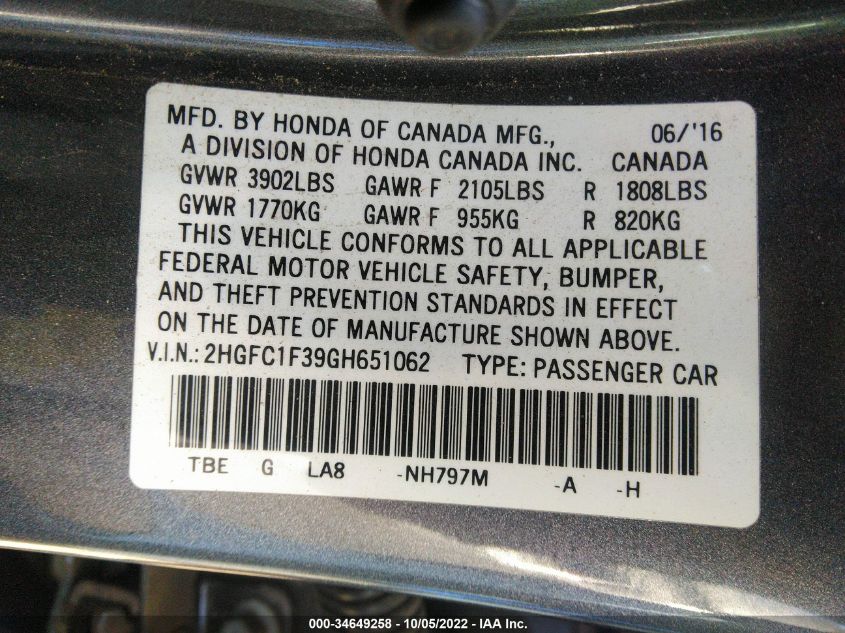 MFD. BY HONDA OF CANADA MFG., 06/'16
A DIVISION OF HONDA CANADA INC. CANADA
GVWR 3902LBS GAWR F 2105LBS R 1808LBS
GVWR 1770KG GAWR F 955KG R 820KG
THIS VEHICLE CONFORMS TO ALL APPLICABLE
FEDERAL MOTOR VEHICLE SAFETY, BUMPER,
AND THEFT PREVENTION STANDARDS IN EFFECT
ON THE DATE OF MANUFACTURE SHOWN ABOVE.
V.I.N.: 2HGFC1F39GH651062 TYPE: PASSENGER CAR
TBE G LA8 -NH797M -A -H
000-34649258 - 10/05/2022 - IAA Inc.